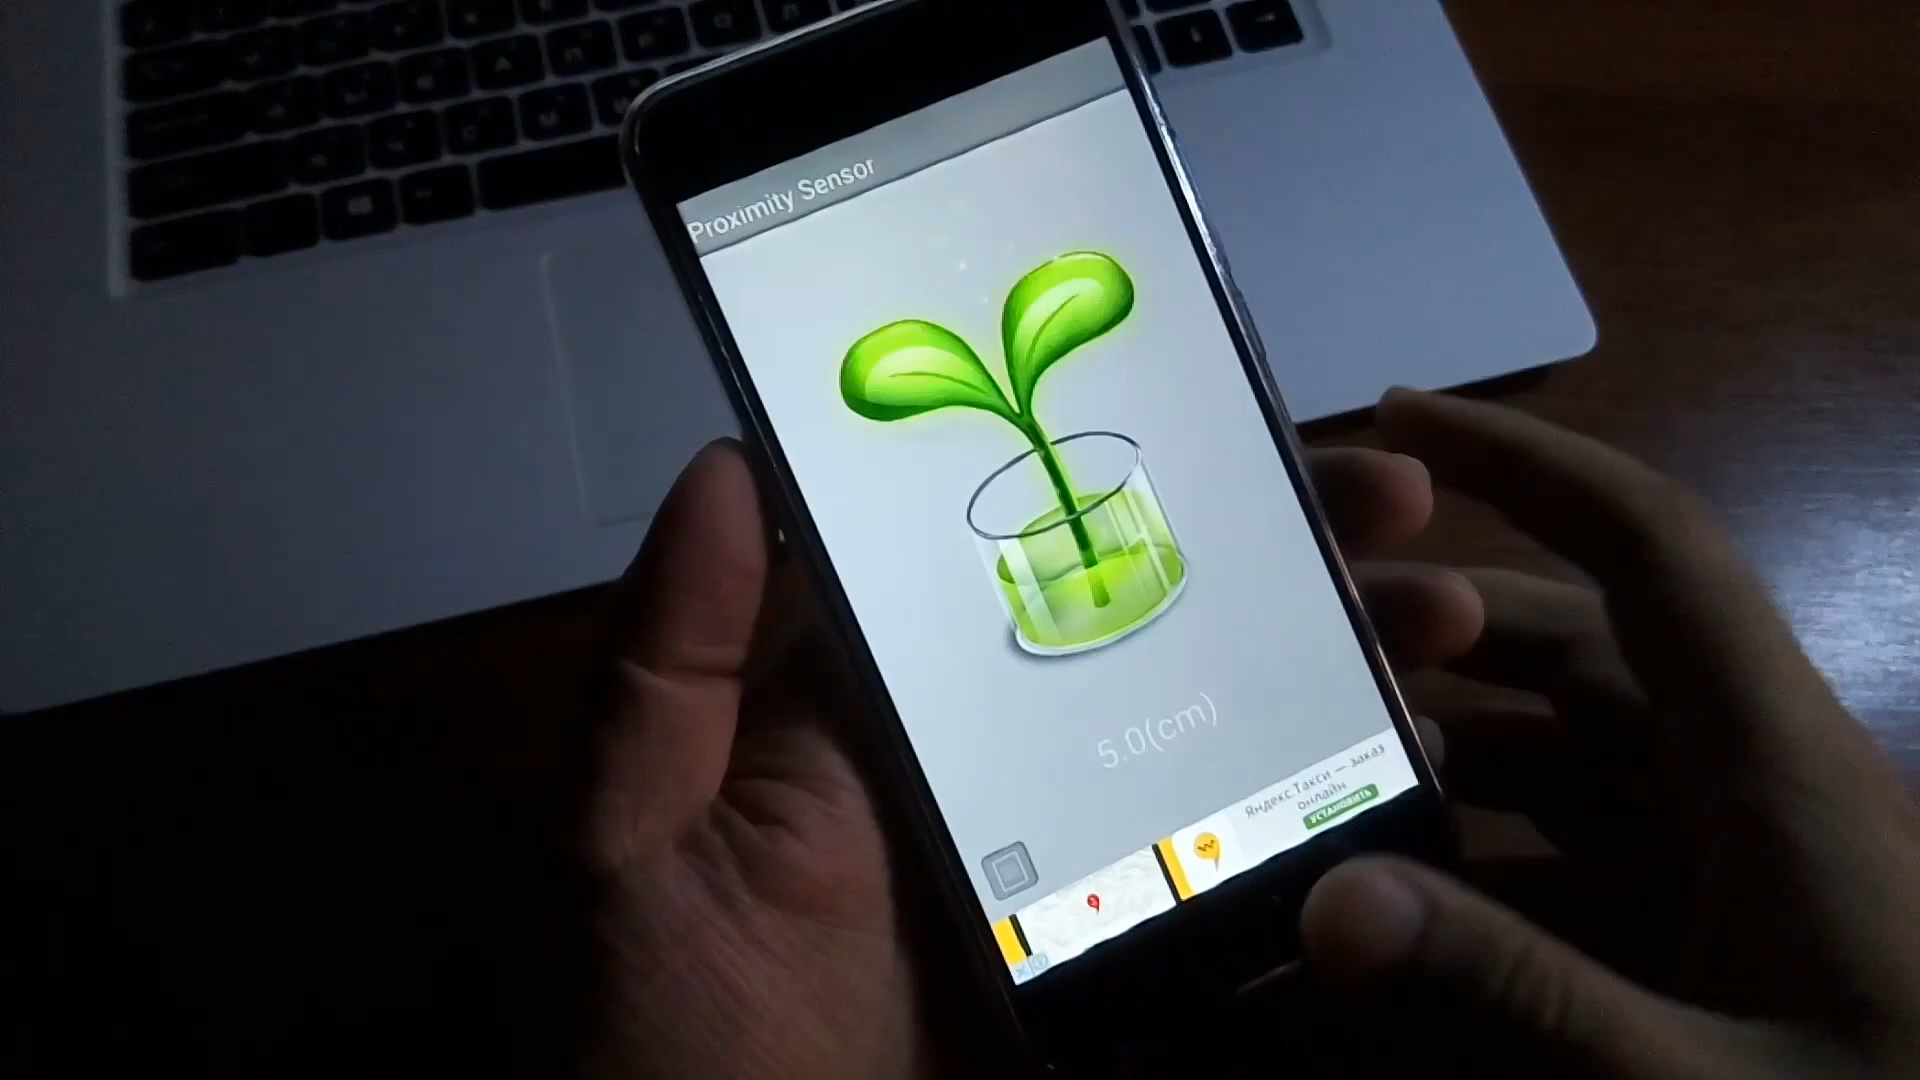 Proximity Sensor
5.0(cm)
Яндекс.Такси — заказ
онлайн
УСТАНОВИТЬ